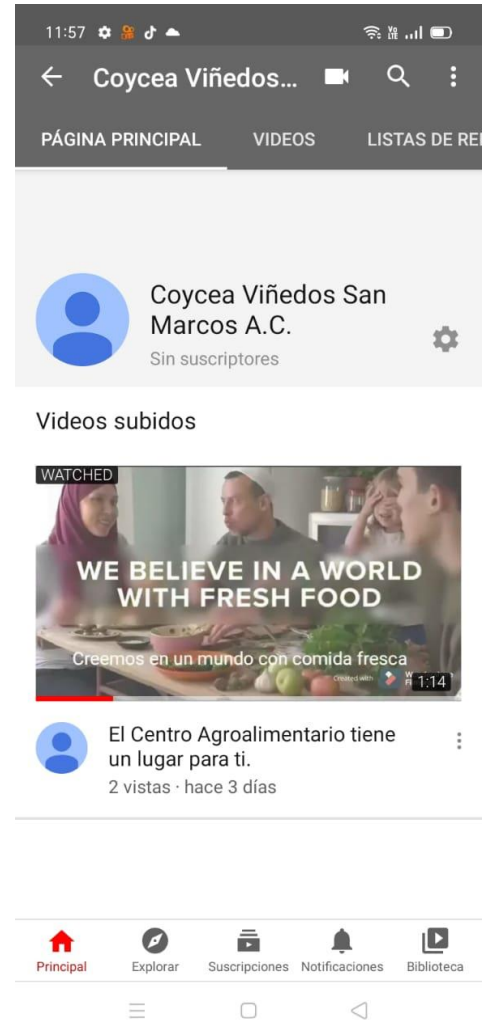 11:57
Vo
LTE
Coycea Viñedos...
PÁGINA PRINCIPAL
VIDEOS
LISTAS DE RE
Coycea Viñedos San
Marcos A.C.
Sin suscriptores
Videos subidos
WATCHED
WE BELIEVE IN A WORLD
WITH FRESH FOOD
Creemos en un mundo con comida fresca
Created with
1:14
El Centro Agroalimentario tiene
un lugar para ti.
2 vistas · hace 3 días
Principal
Explorar
Suscripciones
Notificaciones
Biblioteca